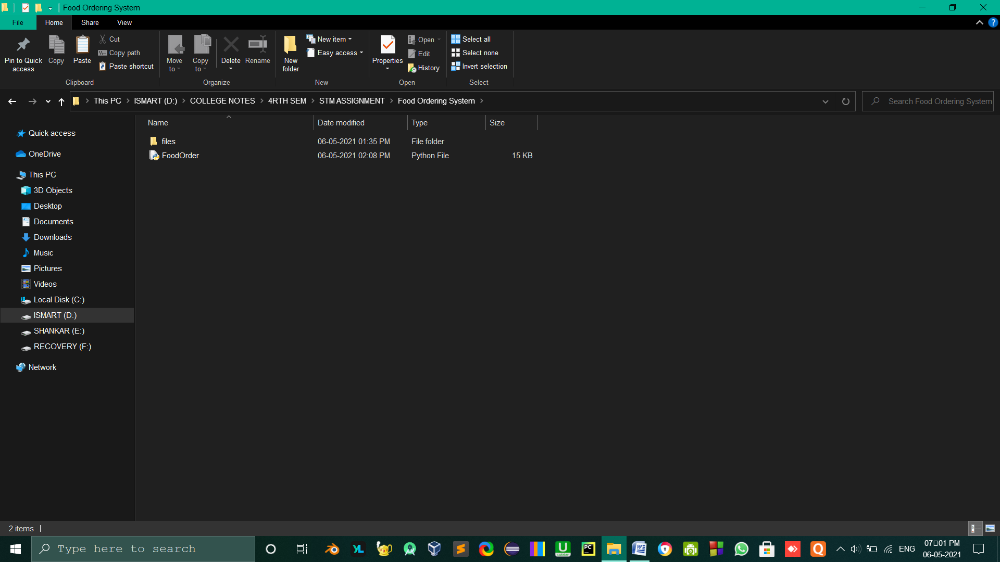 Food Ordering System
File
Home
Share
View
Pin to Quick access
Copy
Paste
Cut
Copy path
Paste shortcut
Clipboard
Move to
Copy to
Delete
Rename
Organize
New folder
New item
Easy access
New
Properties
Open
Edit
History
Open
Select all
Select none
Invert selection
Select
This PC
ISMART (D:)
COLLEGE NOTES
4RTH SEM
STM ASSIGNMENT
Food Ordering System
Search Food Ordering System
Name
Date modified
Type
Size
files
06-05-2021 01:35 PM
File folder
FoodOrder
06-05-2021 02:08 PM
Python File
15 KB
Quick access
OneDrive
This PC
3D Objects
Desktop
Documents
Downloads
Music
Pictures
Videos
Local Disk (C:)
ISMART (D:)
SHANKAR (E:)
RECOVERY (F:)
Network
2 items
Type here to search
XL
U
udeler
PC
W
Q
ENG
07▯01 PM
06-05-2021